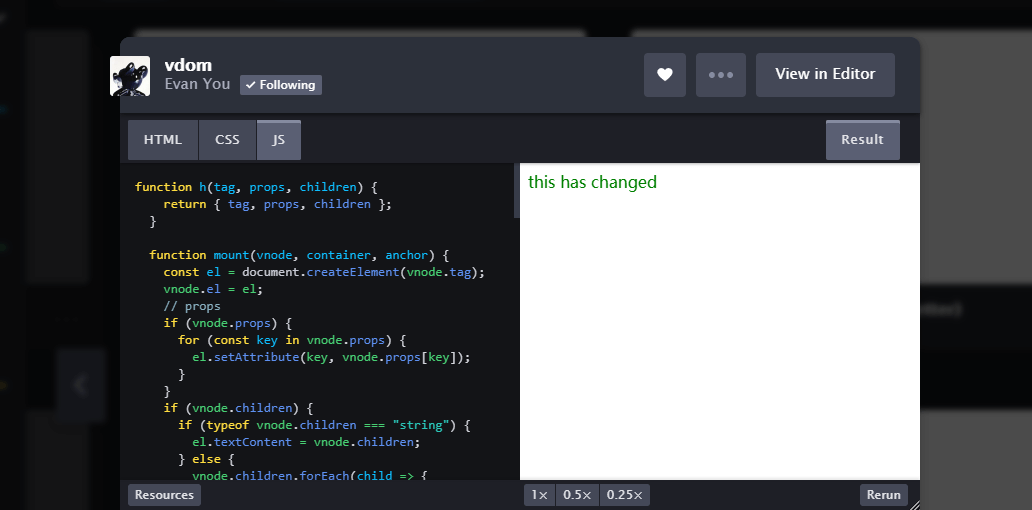 vdom
Evan You ✓ Following
View in Editor
HTML CSS JS
Result
function h(tag, props, children) {
    return { tag, props, children };
  }

  function mount(vnode, container, anchor) {
    const el = document.createElement(vnode.tag);
    vnode.el = el;
    // props
    if (vnode.props) {
      for (const key in vnode.props) {
        el.setAttribute(key, vnode.props[key]);
      }
    }
    if (vnode.children) {
      if (typeof vnode.children === "string") {
        el.textContent = vnode.children;
      } else {
        vnode.children.forEach(child => {
this has changed
Resources
1× 0.5× 0.25×
Rerun